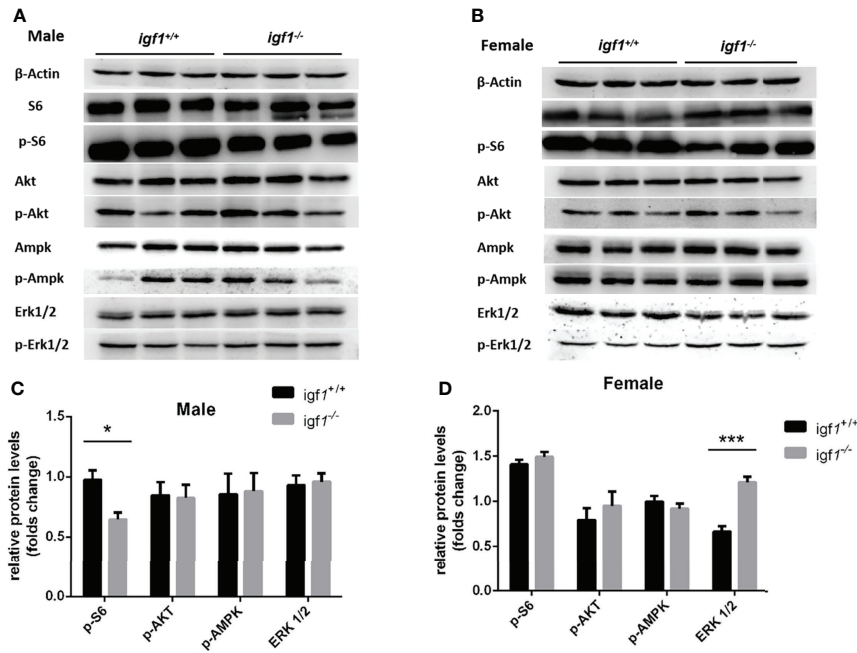 A
Male
igf1+/+
igf1-/-
β-Actin
S6
p-S6
Akt
p-Akt
Ampk
p-Ampk
Erk1/2
p-Erk1/2
B
Female
igf1+/+
igf1-/-
β-Actin
p-S6
Akt
p-Akt
Ampk
p-Ampk
Erk1/2
p-Erk1/2
C
Male
igf1+/+
igf1-/-
relative protein levels
(folds change)
1.5
1.0
0.5
0.0
*
p-S6
p-AKT
p-AMPK
ERK 1/2
D
Female
igf1+/+
igf1-/-
relative protein levels
(folds change)
2.0
1.5
1.0
0.5
0.0
***
p-S6
p-AKT
p-AMPK
ERK 1/2